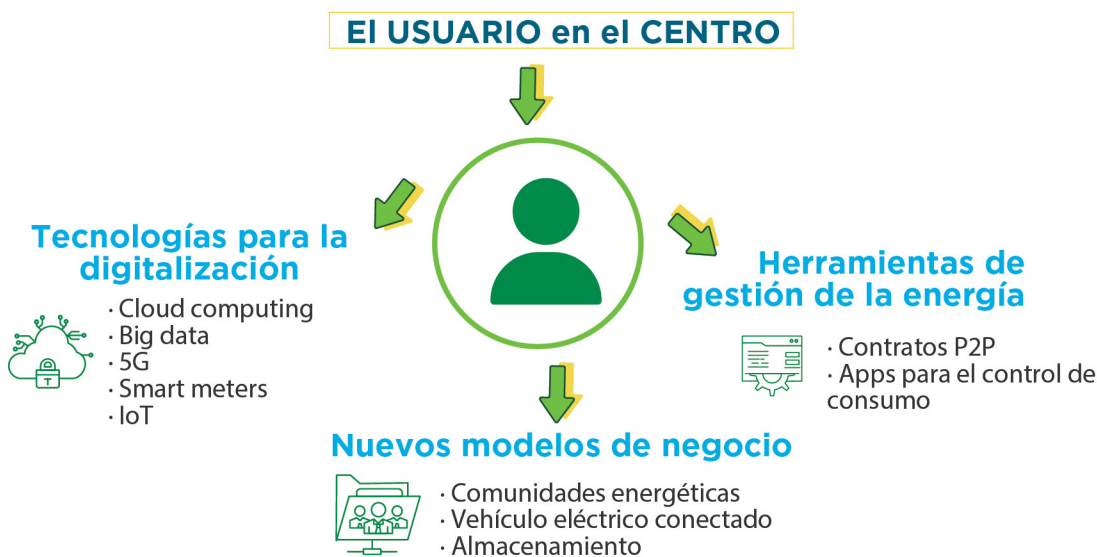 El USUARIO en el CENTRO
Tecnologías para la
digitalización
· Cloud computing
· Big data
· 5G
· Smart meters
· IoT
T
Herramientas de
gestión de la energía
· Contratos P2P
· Apps para el control de
consumo
Nuevos modelos de negocio
· Comunidades energéticas
· Vehículo eléctrico conectado
· Almacenamiento